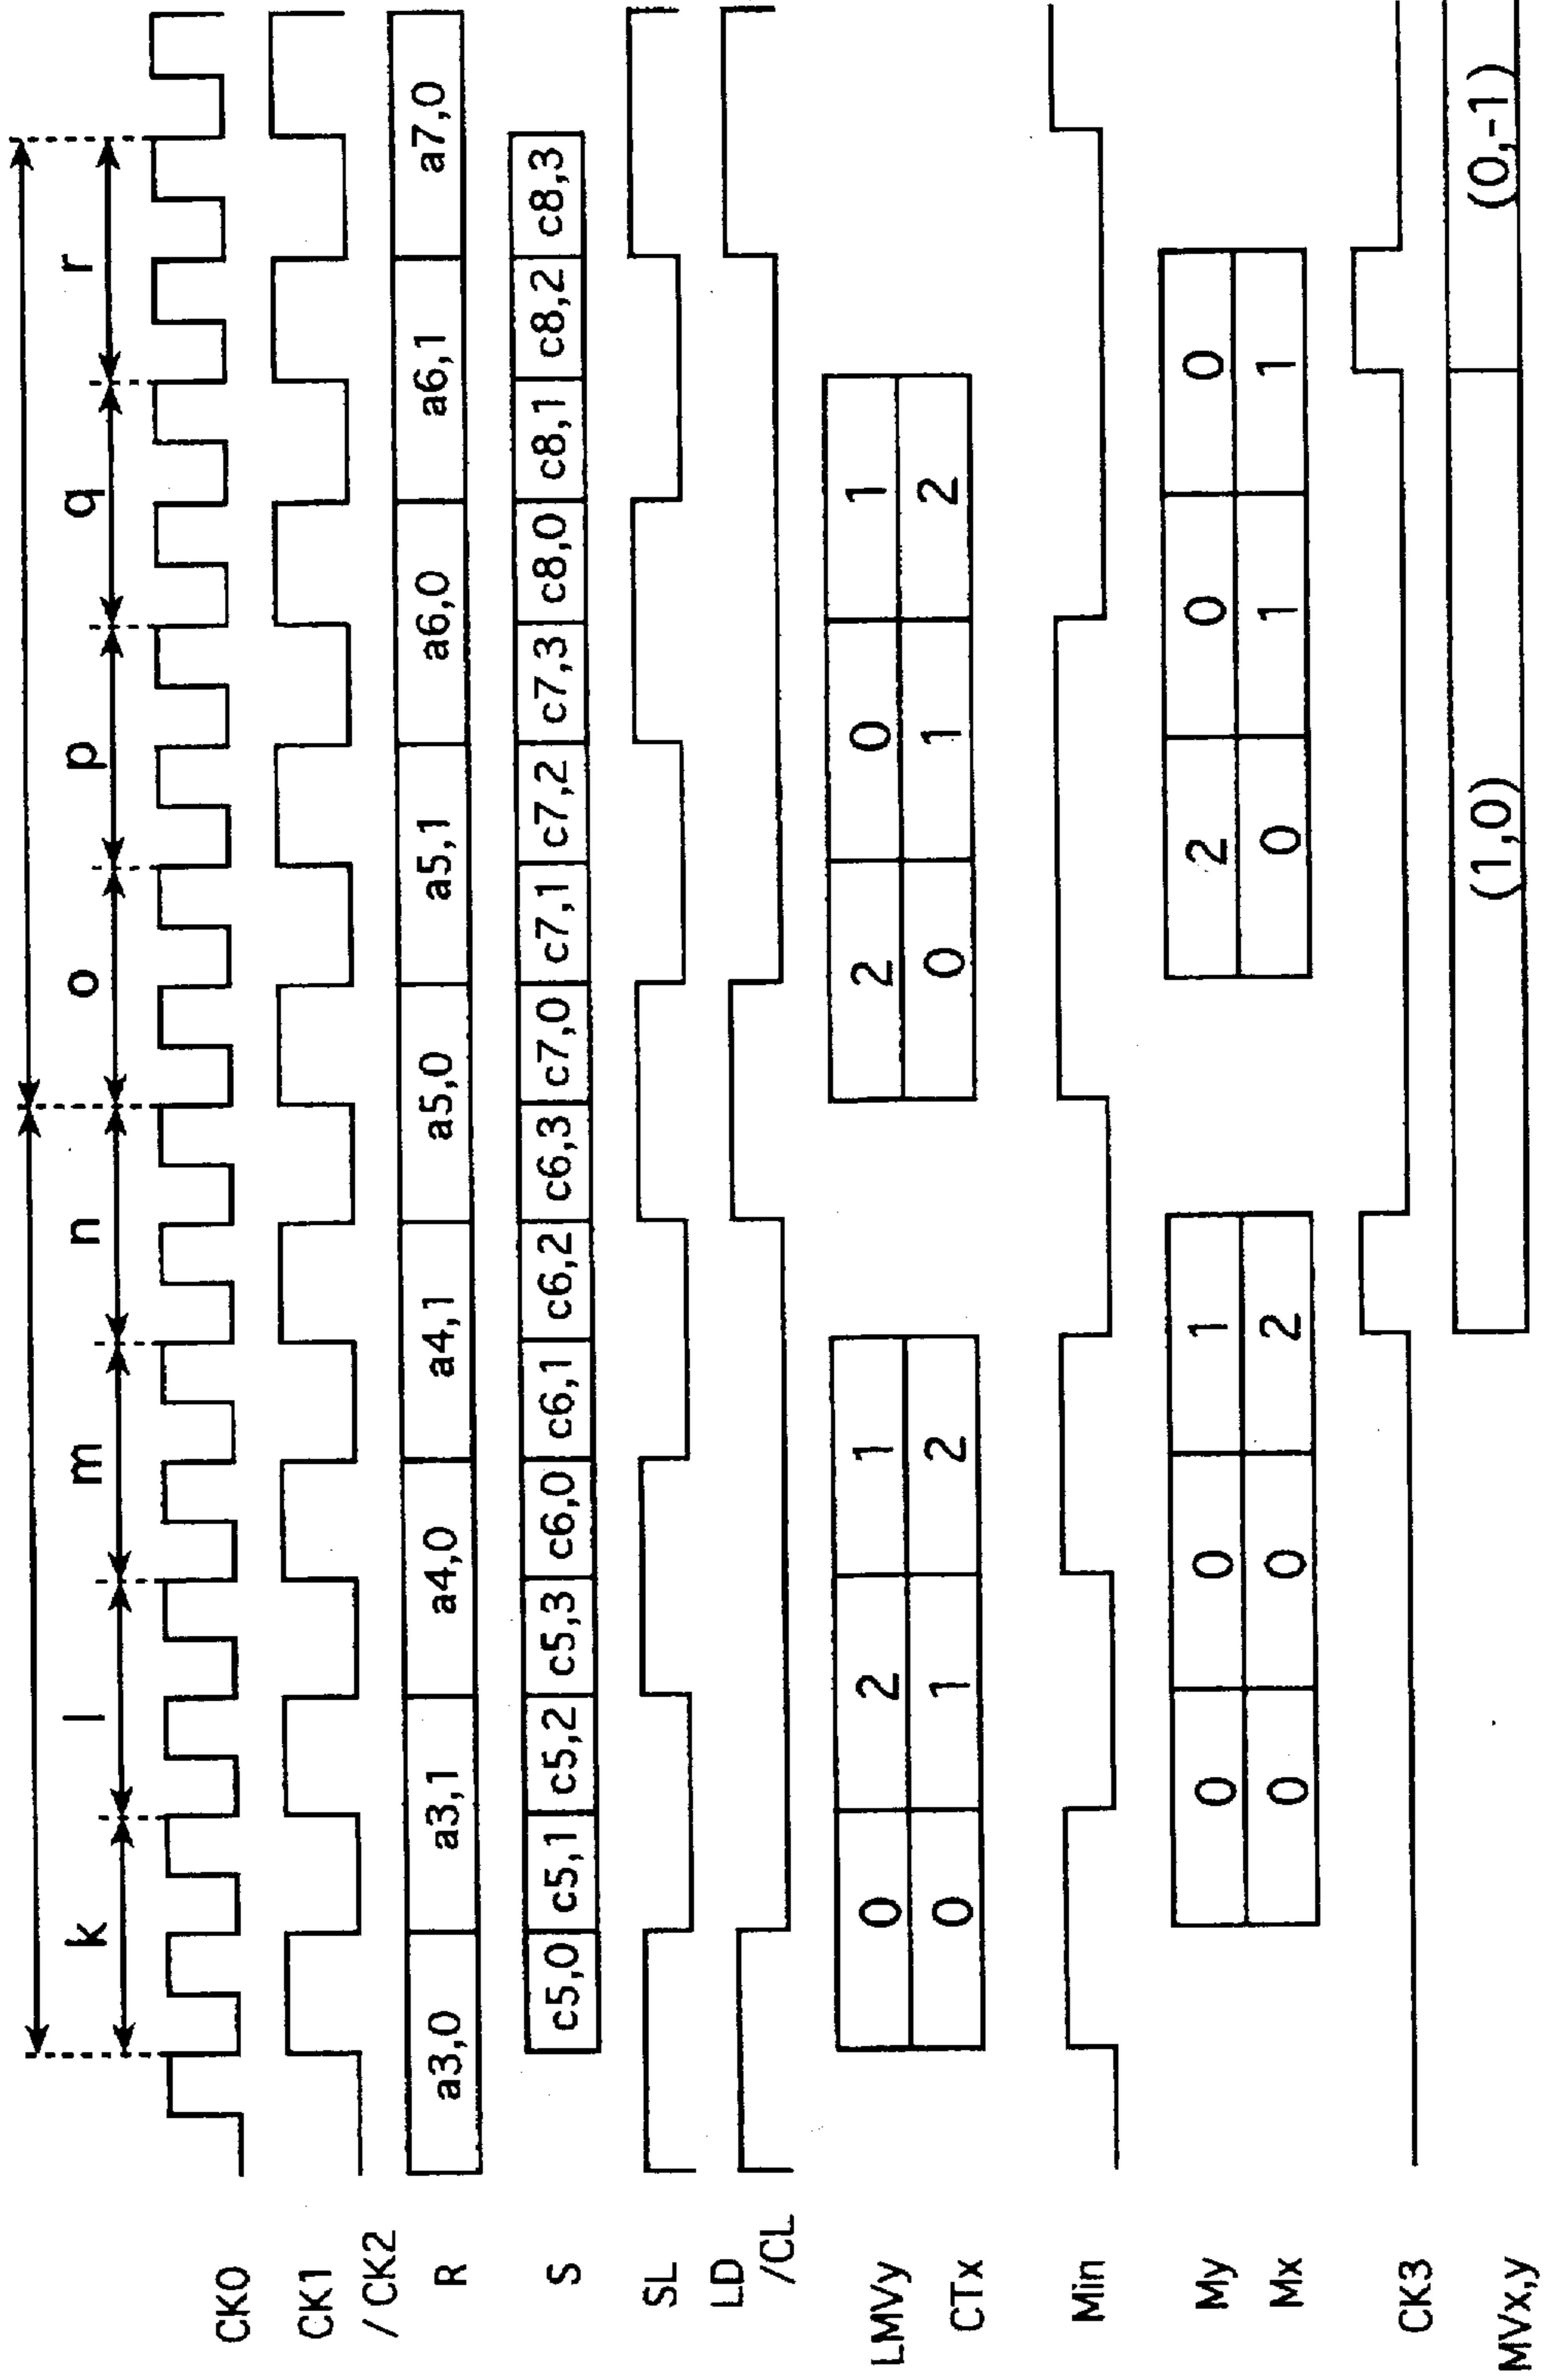 k l m n o p q r
CK0
CK1
/ CK2
R a3,0 a3,1 a4,0 a4,1 a5,0 a5,1 a6,0 a6,1 a7,0
S c5,0 c5,1 c5,2 c5,3 c6,0 c6,1 c6,2 c6,3 c7,0 c7,1 c7,2 c7,3 c8,0 c8,1 c8,2 c8,3
SL
LD
/CL
LMVy 0 2 1 2 0 1
CTx 0 1 2 0 1 2
Min
My 0 0 1 2 0 0
Mx 0 0 2 0 1 1
CK3
MVx,y (1,0) (0,-1)